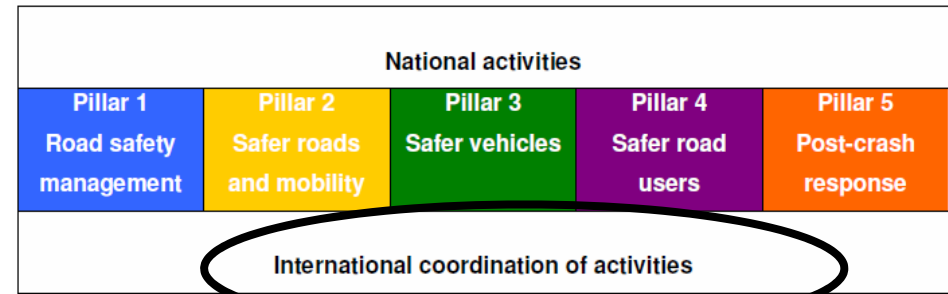 National activities
Pillar 1
Road safety
management
Pillar 2
Safer roads
and mobility
Pillar 3
Safer vehicles
Pillar 4
Safer road
users
Pillar 5
Post-crash
response
International coordination of activities